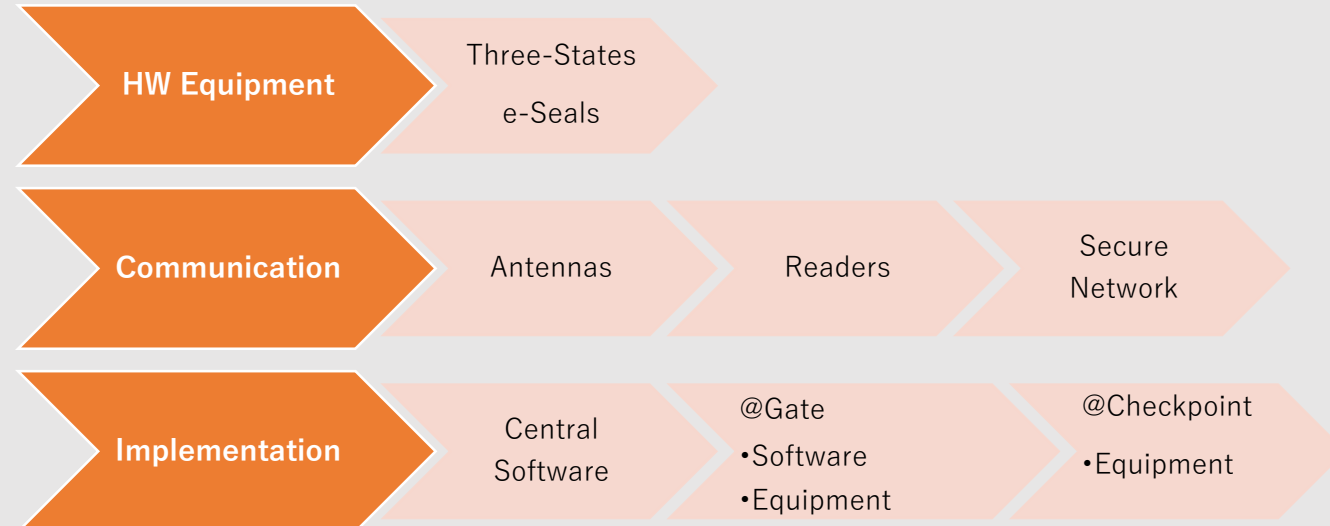 HW Equipment
Three-States
e-Seals
Communication
Antennas
Readers
Secure
Network
Implementation
Central
Software
@Gate
•Software
•Equipment
@Checkpoint
•Equipment